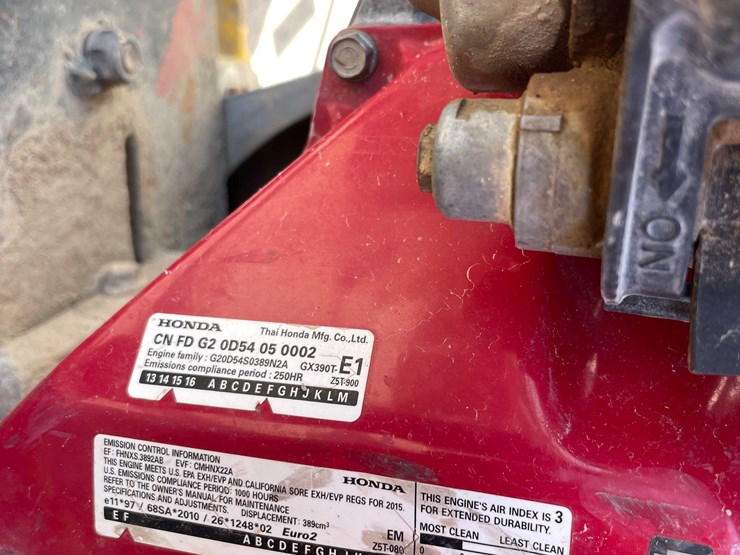 ON
HONDA Thai Honda Mfg. Co.,Ltd.
CN FD G2 0D54 05 0002
Engine family : G20D54S0389N2A GX390T-E1
Emissions compliance period : 250HR Z5T-900
13 14 15 16 A B C D E F G H J K L M
EMISSION CONTROL INFORMATION
EF: FHNXS.3892AB EVF: CMHNX22A
THIS ENGINE MEETS U.S. EPA EXH/EVP AND CALIFORNIA SORE EXH/EVP REGS FOR 2015.
U.S. EMISSIONS COMPLIANCE PERIOD: 1000 HOURS
REFER TO THE OWNER'S MANUAL FOR MAINTENANCE
SPECIFICATIONS AND ADJUSTMENTS. DISPLACEMENT: 389cm³
e11*97/68SA*2010/26*1248*02 Euro2
HONDA
EM
Z5T-080
E F A B C D E F G H J K L M
THIS ENGINE'S AIR INDEX IS 3
FOR EXTENDED DURABILITY.
MOST CLEAN LEAST CLEAN
0